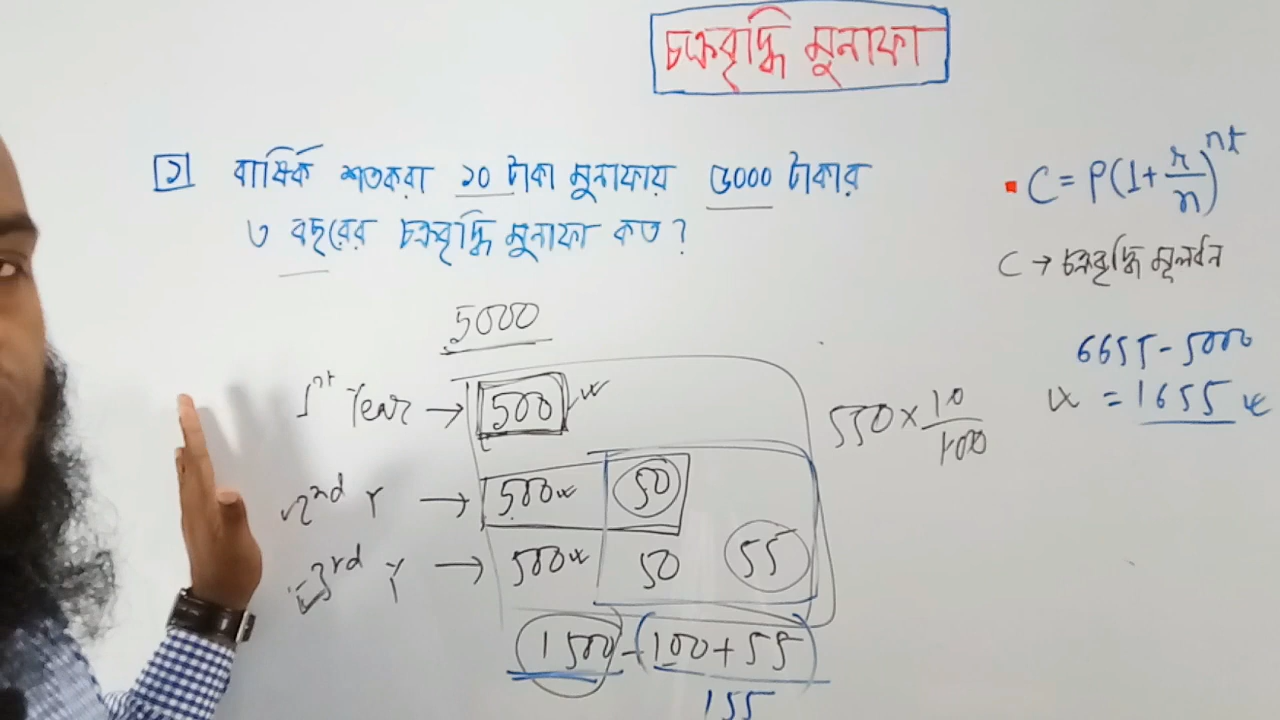 চক্রবৃদ্ধি মুনাফা
১ বার্ষিক শতকরা ১০ টাকা মুনাফায় ৫০০০ টাকার
৩ বছরের চক্রবৃদ্ধি মুনাফা কত?
C = P(1+r/n)^nt
C → চক্রবৃদ্ধি মূলধন
6655 - 5000
= 1655
5000
1st Year → 500
2nd Y → 500 50
3rd Y → 500 50 55
550 × 10/100
1500 - (100+55)
155